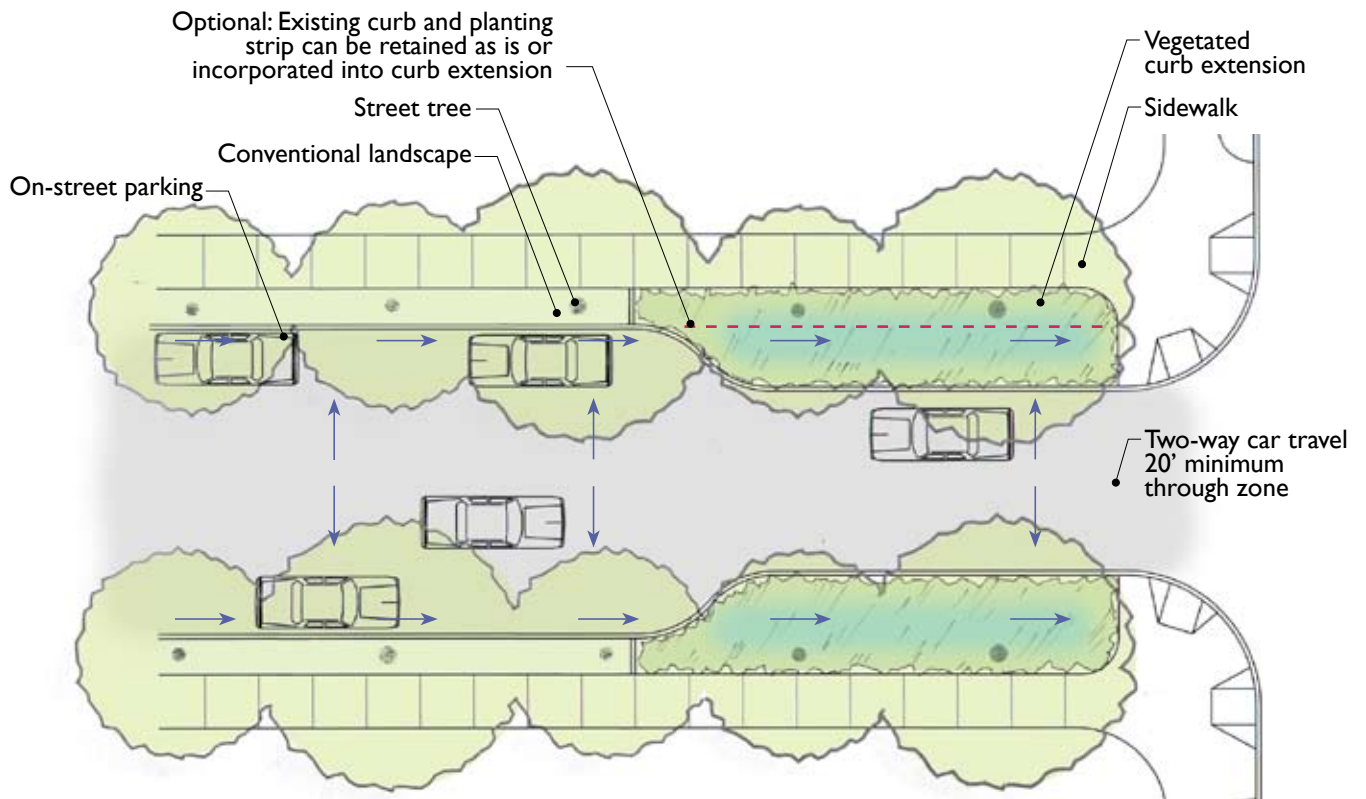 Optional: Existing curb and planting
strip can be retained as is or
incorporated into curb extension
Street tree
Conventional landscape
On-street parking
Vegetated
curb extension
Sidewalk
Two-way car travel
20’ minimum
through zone